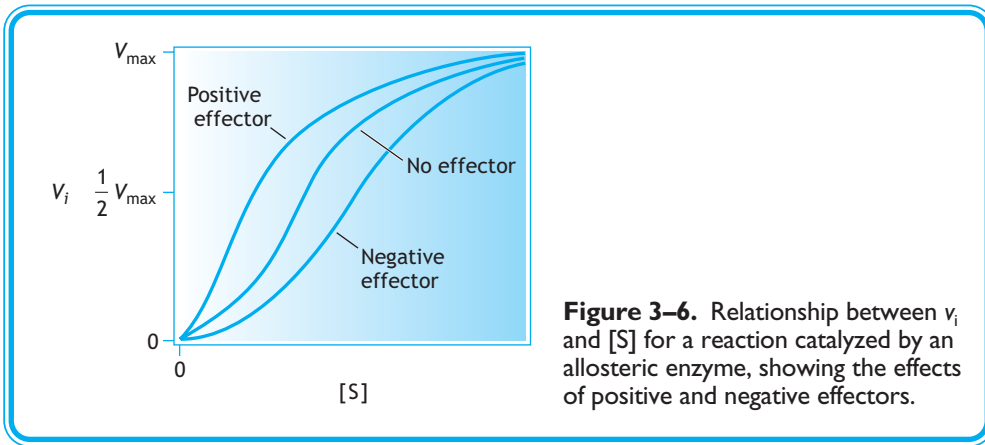 Vmax
Positive
effector
No effector
Vi 1/2 Vmax
Negative
effector
0
0
[S]
Figure 3–6. Relationship between vi
and [S] for a reaction catalyzed by an
allosteric enzyme, showing the effects
of positive and negative effectors.